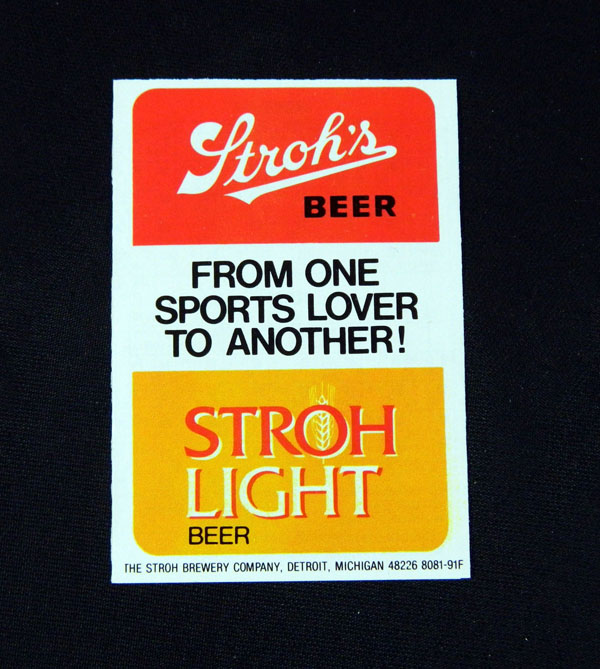 Stroh's
BEER
FROM ONE
SPORTS LOVER
TO ANOTHER!
STROH
LIGHT
BEER
THE STROH BREWERY COMPANY, DETROIT, MICHIGAN 48226 8081-91F